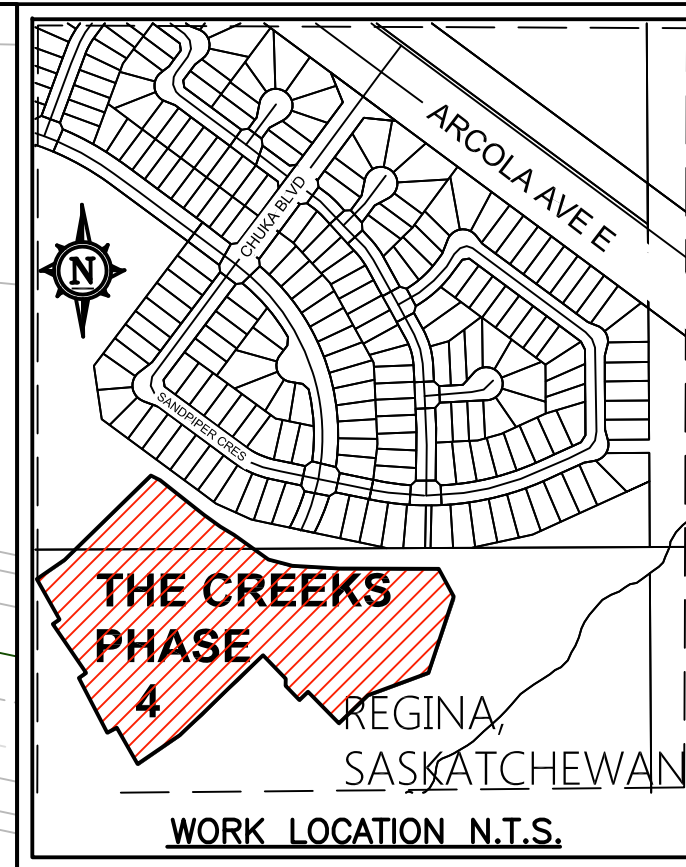 ARCOLA AVE E
CHUKA BLVD
N
SANDPIPER CRES
THE CREEKS
PHASE
4
REGINA,
SASKATCHEWAN
WORK LOCATION N.T.S.